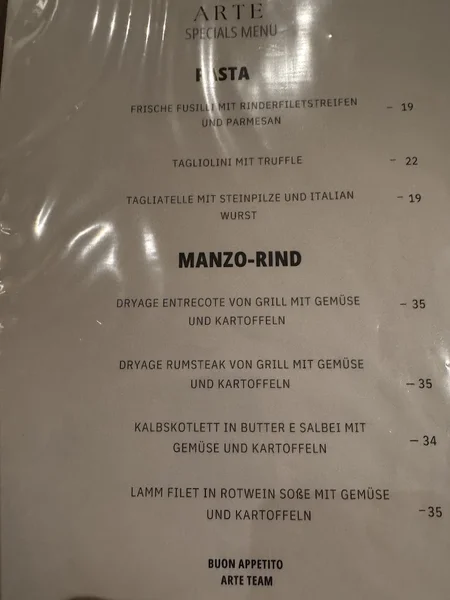 ARTE
SPECIALS MENU
PASTA
FRISCHE FUSILLI MIT RINDERFILETSTREIFEN – 19
UND PARMESAN
TAGLIOLINI MIT TRUFFLE – 22
TAGLIATELLE MIT STEINPILZE UND ITALIAN – 19
WURST
MANZO-RIND
DRYAGE ENTRECOTE VON GRILL MIT GEMÜSE – 35
UND KARTOFFELN
DRYAGE RUMSTEAK VON GRILL MIT GEMÜSE
UND KARTOFFELN – 35
KALBSKOTLETT IN BUTTER E SALBEI MIT
GEMÜSE UND KARTOFFELN – 34
LAMM FILET IN ROTWEIN SOßE MIT GEMÜSE
UND KARTOFFELN – 35
BUON APPETITO
ARTE TEAM